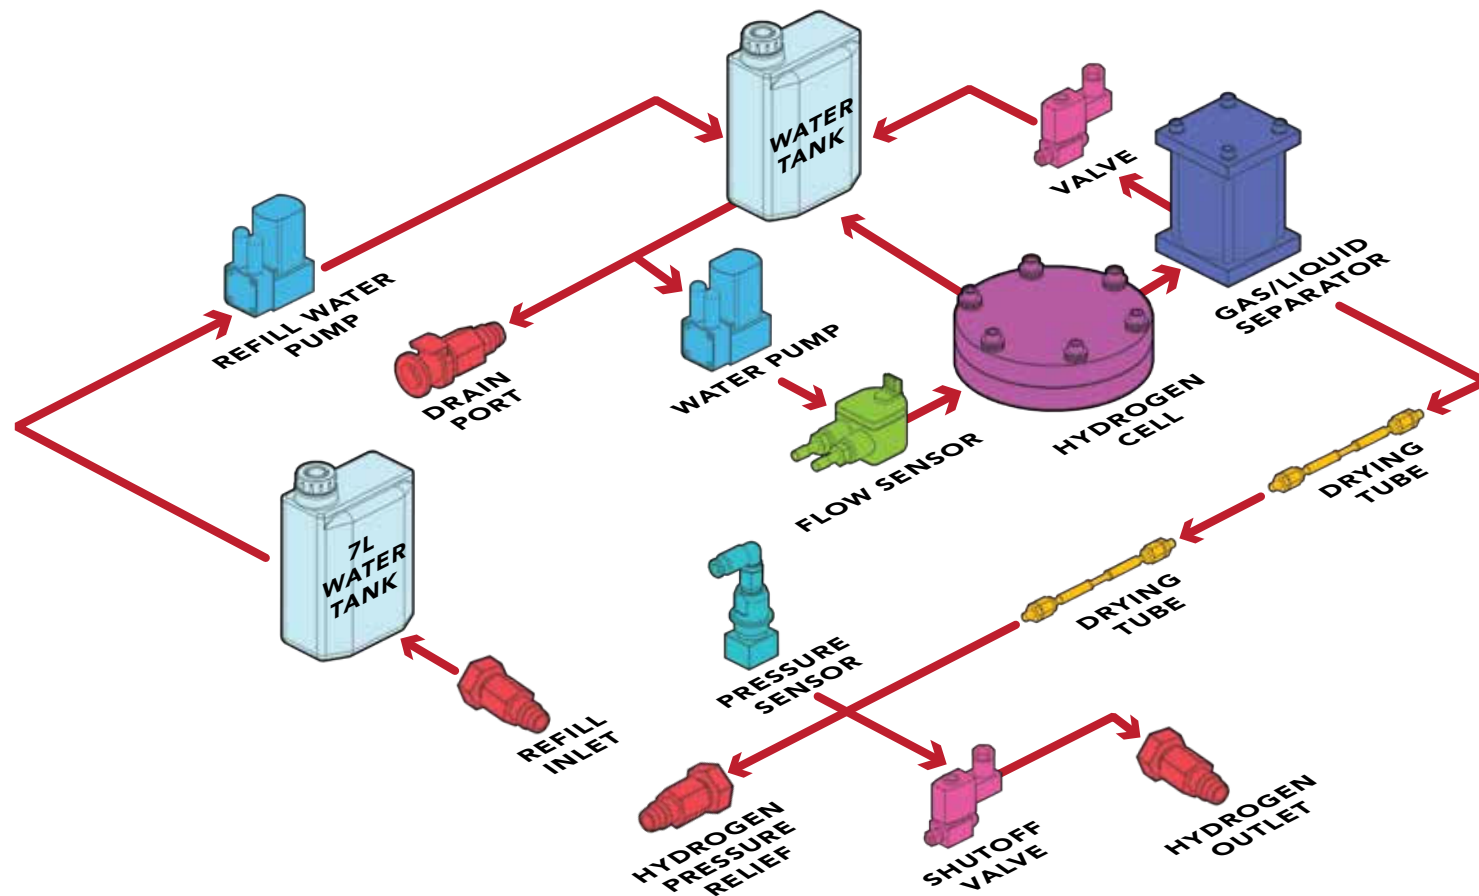 WATER
TANK
VALVE
GAS/LIQUID
SEPARATOR
REFILL WATER
PUMP
DRAIN
PORT
WATER PUMP
HYDROGEN
CELL
FLOW SENSOR
DRYING
TUBE
7L
WATER
TANK
DRYING
TUBE
PRESSURE
SENSOR
REFILL
INLET
HYDROGEN
PRESSURE
RELIEF
SHUTOFF
VALVE
HYDROGEN
OUTLET